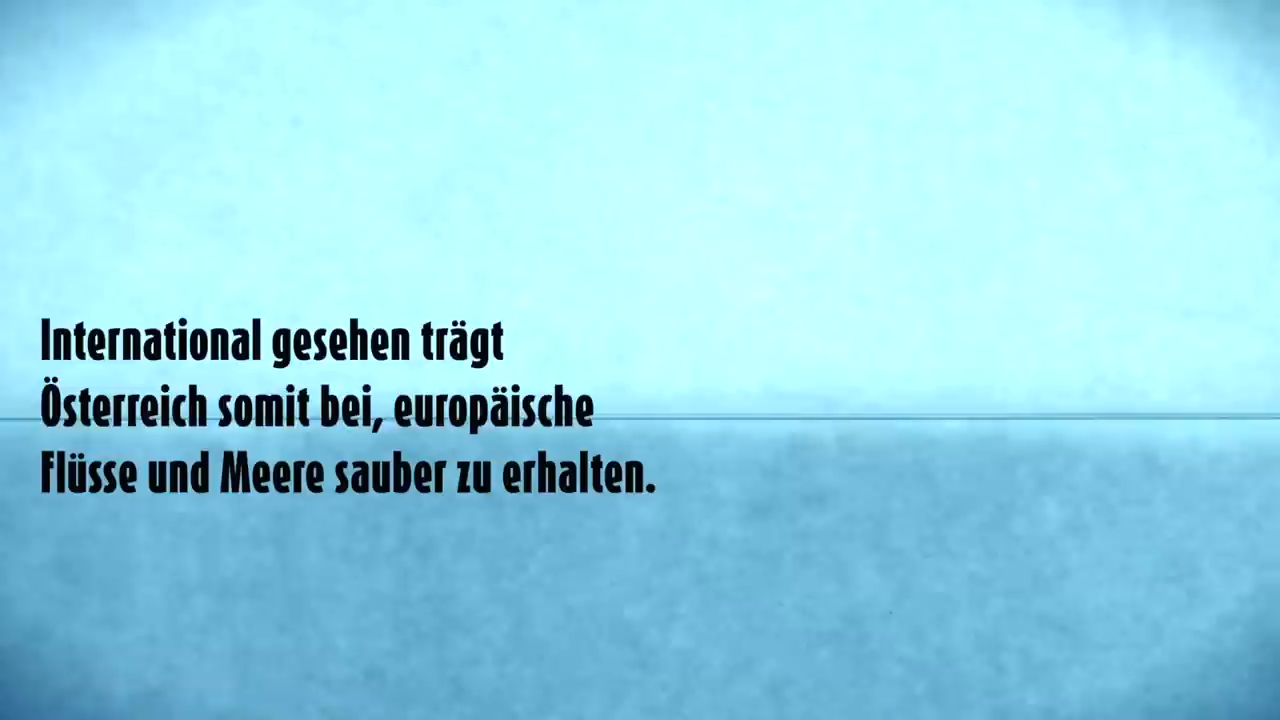 International gesehen trägt
Österreich somit bei, europäische
Flüsse und Meere sauber zu erhalten.